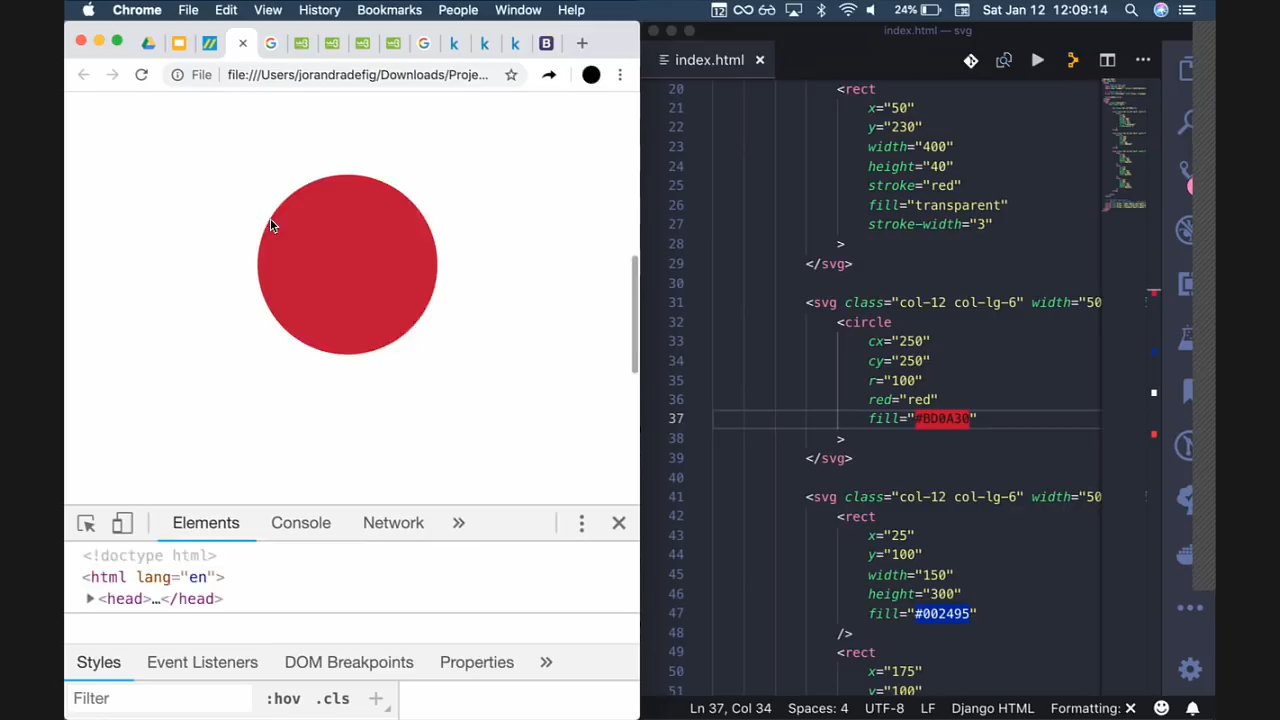 Chrome File Edit View History Bookmarks People Window Help 24% Sat Jan 12 12:09:14
File file:///Users/jorandradefig/Downloads/Proje...
Elements Console Network »
<!doctype html>
<html lang="en">
▶<head>…</head>
Styles Event Listeners DOM Breakpoints Properties »
Filter :hov .cls +
index.html — svg
index.html
20 <rect
21 x="50"
22 y="230"
23 width="400"
24 height="40"
25 stroke="red"
26 fill="transparent"
27 stroke-width="3"
28 >
29 </svg>
30
31 <svg class="col-12 col-lg-6" width="50
32 <circle
33 cx="250"
34 cy="250"
35 r="100"
36 red="red"
37 fill="#BD0A30"
38 >
39 </svg>
40
41 <svg class="col-12 col-lg-6" width="50
42 <rect
43 x="25"
44 y="100"
45 width="150"
46 height="300"
47 fill="#002495"
48 />
49 <rect
50 x="175"
51 y="100"
Ln 37, Col 34 Spaces: 4 UTF-8 LF Django HTML Formatting: ✕